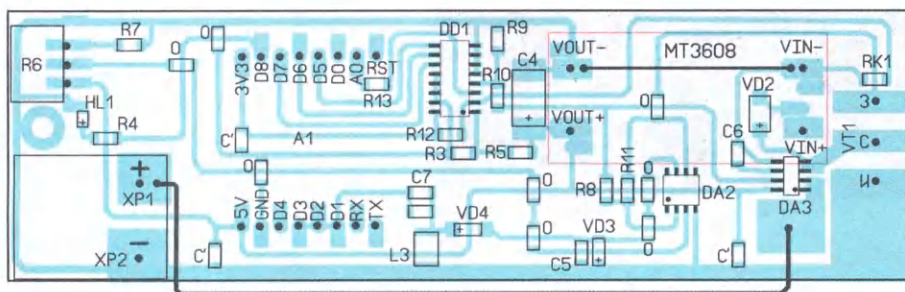 R7
R6
0
0
3V3
D8
D7
D6
D5
D0
A0
RST
R13
DD1
R9
R10
C4
VOUT-
MT3608
VIN-
RK1
VD2
HL1
R4
C'
A1
R12
R3
R5
VOUT+
0
C6
VIN+
VT1
З
С
И
+
XP1
–
XP2
0
5V
GND
D4
D3
D2
D1
RX
TX
C'
C7
L3
VD4
0
0
C5
VD3
R8
R11
0
0
DA2
C'
DA3